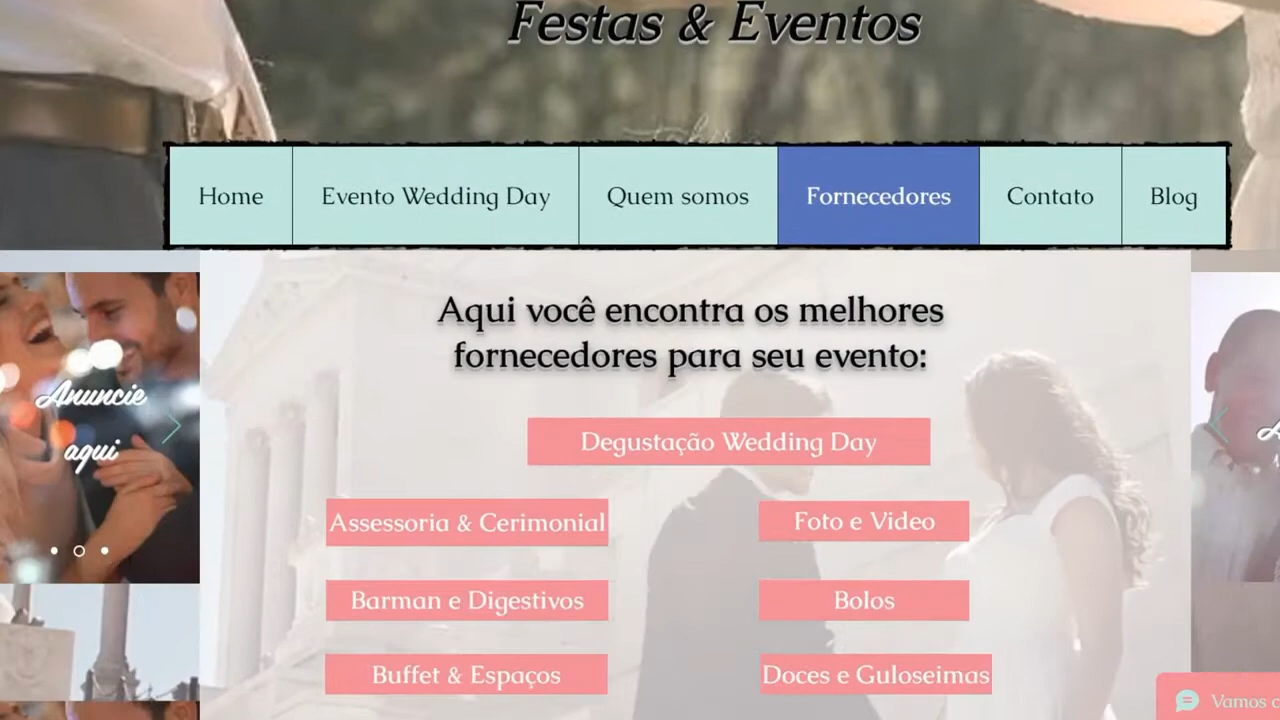 Festas & Eventos
Home
Evento Wedding Day
Quem somos
Fornecedores
Contato
Blog
Aqui você encontra os melhores
fornecedores para seu evento:
Anuncie
aqui
Degustação Wedding Day
Assessoria & Cerimonial
Foto e Video
Barman e Digestivos
Bolos
Buffet & Espaços
Doces e Guloseimas
Vamos